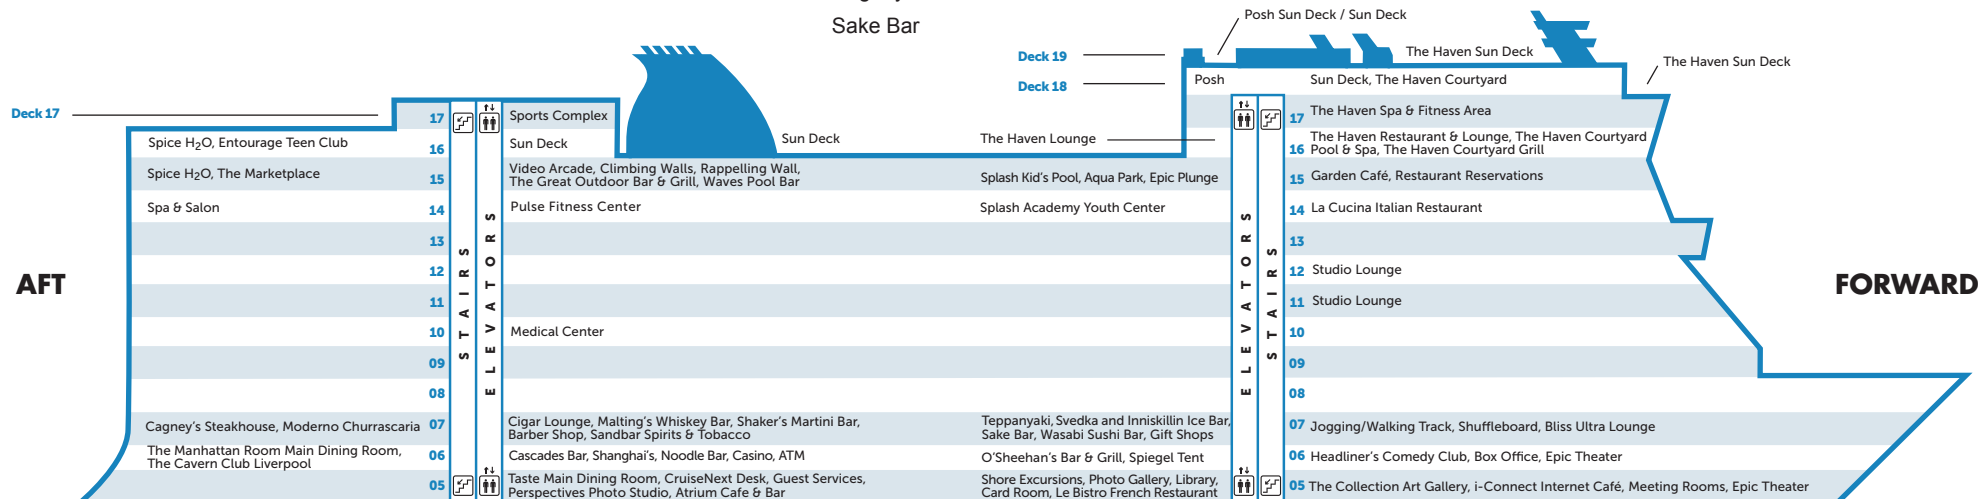 Sake Bar
Posh Sun Deck / Sun Deck
Deck 19
The Haven Sun Deck
The Haven Sun Deck
Deck 18
Posh
Sun Deck, The Haven Courtyard
Deck 17
17
Sports Complex
17
The Haven Spa & Fitness Area
Spice H2O, Entourage Teen Club
16
Sun Deck
Sun Deck
The Haven Lounge
16
The Haven Restaurant & Lounge, The Haven Courtyard
Pool & Spa, The Haven Courtyard Grill
Spice H2O, The Marketplace
15
Video Arcade, Climbing Walls, Rappelling Wall,
The Great Outdoor Bar & Grill, Waves Pool Bar
Splash Kid's Pool, Aqua Park, Epic Plunge
15
Garden Café, Restaurant Reservations
Spa & Salon
14
Pulse Fitness Center
Splash Academy Youth Center
14
La Cucina Italian Restaurant
13
13
AFT
STAIRS
ELEVATORS
ELEVATORS
STAIRS
FORWARD
12
12
Studio Lounge
11
11
Studio Lounge
10
Medical Center
10
09
09
08
08
Cagney's Steakhouse, Moderno Churrascaria
07
Cigar Lounge, Malting's Whiskey Bar, Shaker's Martini Bar,
Barber Shop, Sandbar Spirits & Tobacco
Teppanyaki, Svedka and Inniskillin Ice Bar,
Sake Bar, Wasabi Sushi Bar, Gift Shops
07
Jogging/Walking Track, Shuffleboard, Bliss Ultra Lounge
The Manhattan Room Main Dining Room,
The Cavern Club Liverpool
06
Cascades Bar, Shanghai's, Noodle Bar, Casino, ATM
O'Sheehan's Bar & Grill, Spiegel Tent
06
Headliner's Comedy Club, Box Office, Epic Theater
05
Taste Main Dining Room, CruiseNext Desk, Guest Services,
Perspectives Photo Studio, Atrium Cafe & Bar
Shore Excursions, Photo Gallery, Library,
Card Room, Le Bistro French Restaurant
05
The Collection Art Gallery, i-Connect Internet Café, Meeting Rooms, Epic Theater